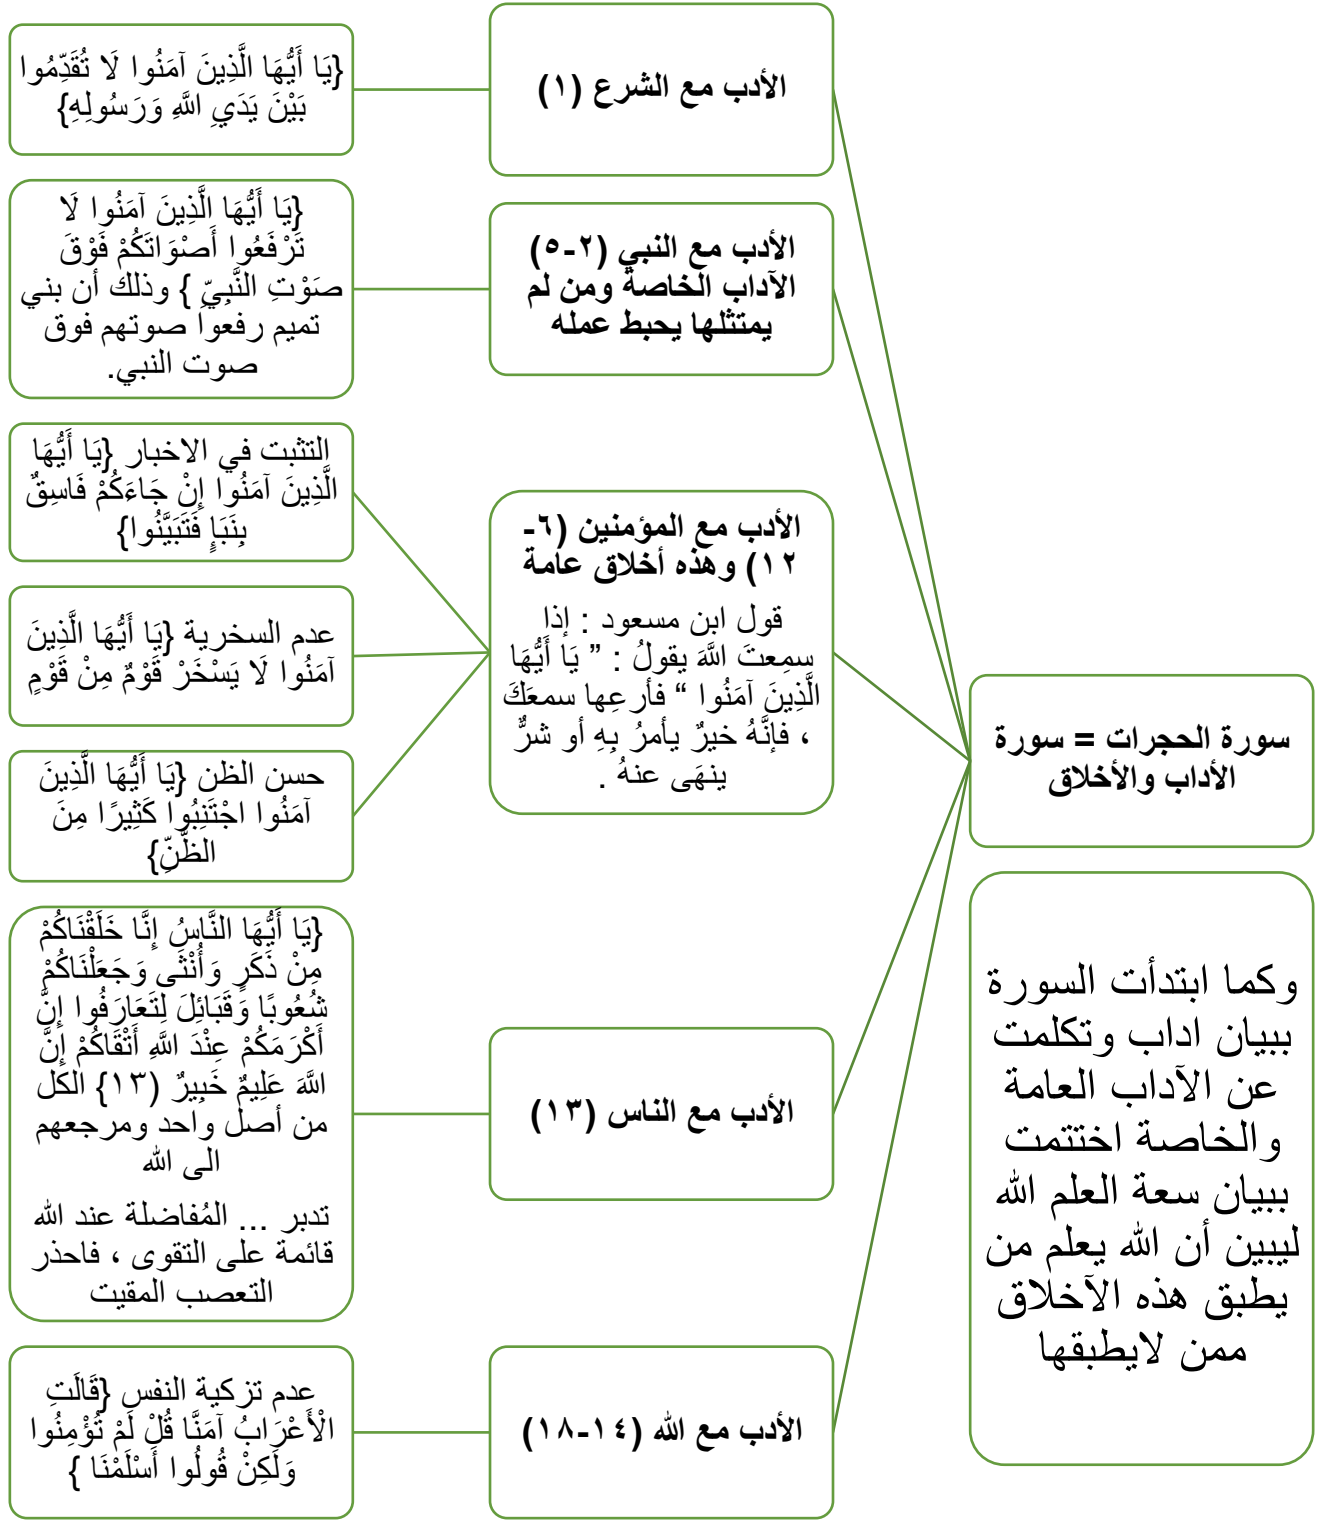 سورة الحجرات = سورة
الأداب والأخلاق
وكما ابتدأت السورة
ببيان اداب وتكلمت
عن الآداب العامة
والخاصة اختتمت
ببيان سعة العلم الله
ليبين أن الله يعلم من
يطبق هذه الآخلاق
ممن لايطبقها
الأدب مع الشرع (١)
{يَا أَيُّهَا الَّذِينَ آمَنُوا لَا تُقَدِّمُوا
بَيْنَ يَدَيِ اللَّهِ وَرَسُولِهِ}
الأدب مع النبي (٢-٥)
الآداب الخاصة ومن لم
يمتثلها يحبط عمله
{يَا أَيُّهَا الَّذِينَ آمَنُوا لَا
تَرْفَعُوا أَصْوَاتَكُمْ فَوْقَ
صَوْتِ النَّبِيِّ } وذلك أن بني
تميم رفعوا صوتهم فوق
صوت النبي.
الأدب مع المؤمنين (٦-
١٢) وهذه أخلاق عامة
قول ابن مسعود : إذا
سمِعتَ اللَّهَ يقولُ : ” يَا أَيُّهَا
الَّذِينَ آمَنُوا “ فأرعِها سمعَكَ
، فإنَّهُ خيرٌ يأمرُ بِهِ أو شرٌّ
ينهَى عنهُ .
التثبت في الاخبار {يَا أَيُّهَا
الَّذِينَ آمَنُوا إِنْ جَاءَكُمْ فَاسِقٌ
بِنَبَإٍ فَتَبَيَّنُوا}
عدم السخرية {يَا أَيُّهَا الَّذِينَ
آمَنُوا لَا يَسْخَرْ قَوْمٌ مِنْ قَوْمٍ
حسن الظن {يَا أَيُّهَا الَّذِينَ
آمَنُوا اجْتَنِبُوا كَثِيرًا مِنَ
الظَّنِّ}
الأدب مع الناس (١٣)
{يَا أَيُّهَا النَّاسُ إِنَّا خَلَقْنَاكُمْ
مِنْ ذَكَرٍ وَأُنْثَى وَجَعَلْنَاكُمْ
شُعُوبًا وَقَبَائِلَ لِتَعَارَفُوا إِنَّ
أَكْرَمَكُمْ عِنْدَ اللَّهِ أَتْقَاكُمْ إِنَّ
اللَّهَ عَلِيمٌ خَبِيرٌ (١٣} الكل
من أصل واحد ومرجعهم
الى الله
تدبر ... المُفاضلة عند الله
قائمة على التقوى ، فاحذر
التعصب المقيت
الأدب مع الله (١٤-١٨)
عدم تزكية النفس {قَالَتِ
الْأَعْرَابُ آمَنَّا قُلْ لَمْ تُؤْمِنُوا
وَلَكِنْ قُولُوا أَسْلَمْنَا }